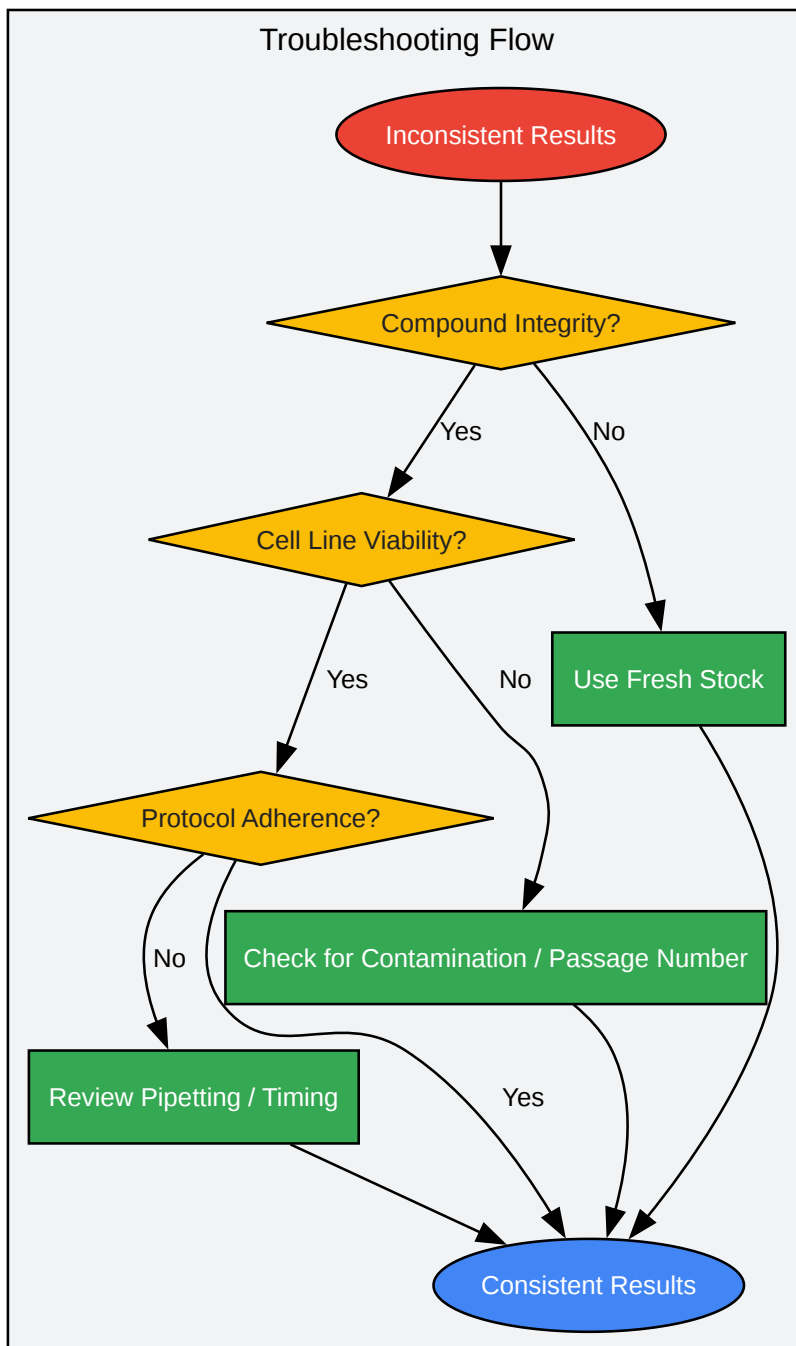 Troubleshooting Flow
Inconsistent Results
Compound Integrity?
Yes
No
Cell Line Viability?
Yes
No
Use Fresh Stock
Protocol Adherence?
No
Check for Contamination / Passage Number
Review Pipetting / Timing
Yes
Consistent Results